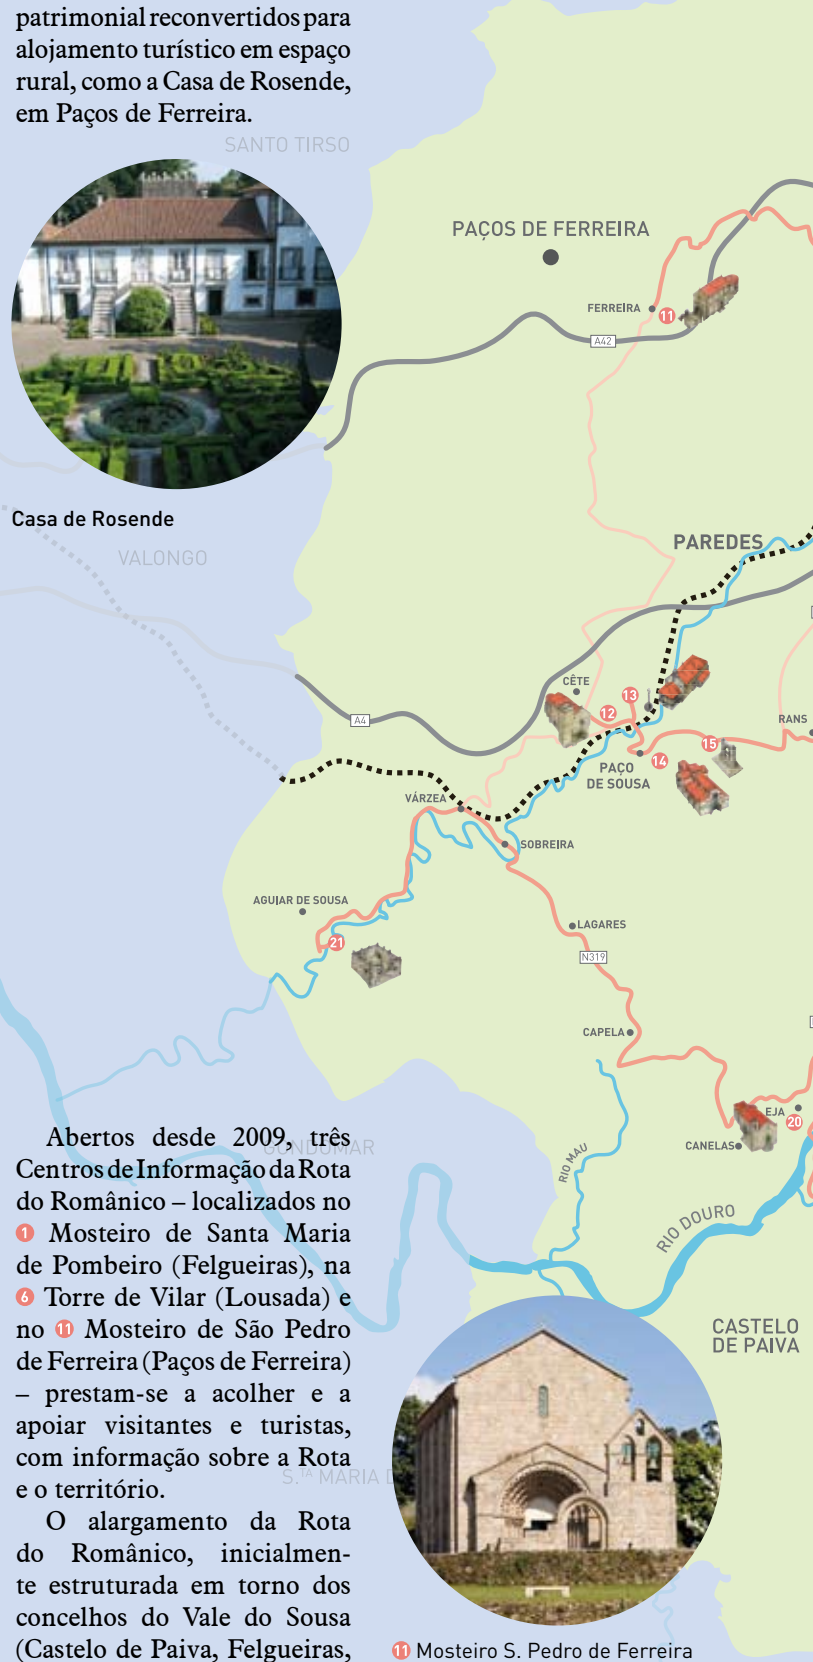 patrimonial reconvertidos para
alojamento turístico em espaço
rural, como a Casa de Rosende,
em Paços de Ferreira.
SANTO TIRSO
PAÇOS DE FERREIRA
FERREIRA
11
A42
Casa de Rosende
VALONGO
PAREDES
CÊTE
13
12
A4
RANS
15
14
PAÇO
DE SOUSA
VÁRZEA
SOBREIRA
AGUIAR DE SOUSA
21
LAGARES
N319
CAPELA
EJA
20
CANELAS
RIO MAU
RIO DOURO
GONDOMAR
CASTELO
DE PAIVA
Abertos desde 2009, três
Centros de Informação da Rota
do Românico – localizados no
1 Mosteiro de Santa Maria
de Pombeiro (Felgueiras), na
6 Torre de Vilar (Lousada) e
no 11 Mosteiro de São Pedro
de Ferreira (Paços de Ferreira)
– prestam-se a acolher e a
apoiar visitantes e turistas,
com informação sobre a Rota
e o território.
S.TA MARIA D
O alargamento da Rota
do Românico, inicialmen-
te estruturada em torno dos
concelhos do Vale do Sousa
(Castelo de Paiva, Felgueiras,
11 Mosteiro S. Pedro de Ferreira